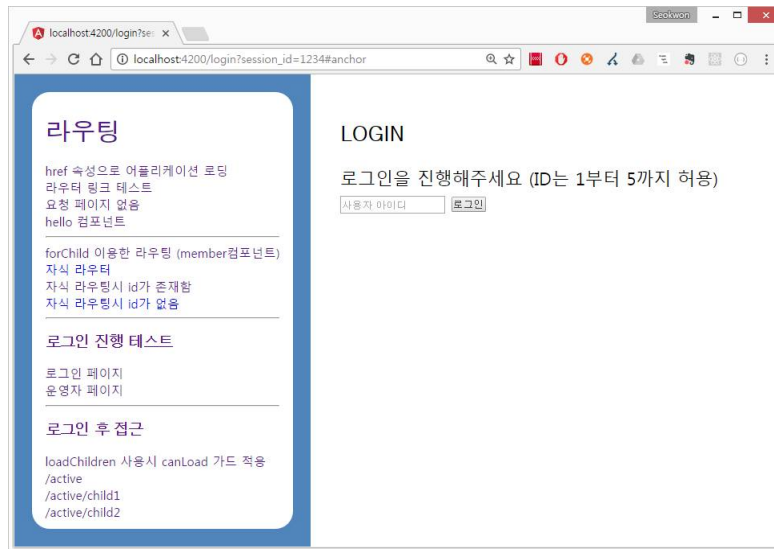 Seokwon
localhost:4200/login?ses
localhost:4200/login?session_id=1234#anchor
라우팅
href 속성으로 어플리케이션 로딩
라우터 링크 테스트
요청 페이지 없음
hello 컴포넌트
forChild 이용한 라우팅 (member컴포넌트)
자식 라우터
자식 라우팅시 id가 존재함
자식 라우팅시 id가 없음
로그인 진행 테스트
로그인 페이지
운영자 페이지
로그인 후 접근
loadChildren 사용시 canLoad 가드 적용
/active
/active/child1
/active/child2
LOGIN
로그인을 진행해주세요 (ID는 1부터 5까지 허용)
사용자 아이디 로그인